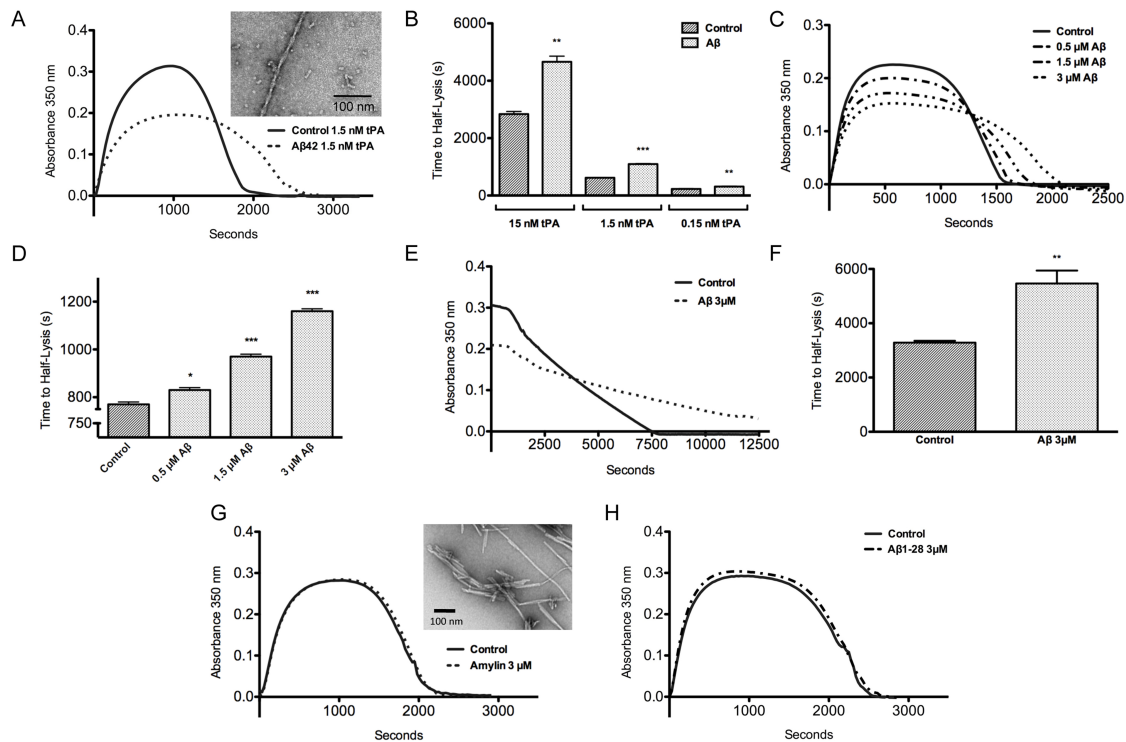 A
Absorbance 350 nm
0.4
0.3
0.2
0.1
0.0
1000
2000
3000
Seconds
100 nm
Control 1.5 nM tPA
Aβ42 1.5 nM tPA
B
Time to Half-Lysis (s)
6000
4000
2000
0
**
***
**
Control
Aβ
15 nM tPA
1.5 nM tPA
0.15 nM tPA
C
Absorbance 350 nm
0.3
0.2
0.1
0.0
500
1000
1500
2000
2500
Seconds
Control
0.5 µM Aβ
1.5 µM Aβ
3 µM Aβ
D
Time to Half-Lysis (s)
1200
1000
800
750
*
***
***
Control
0.5 µM Aβ
1.5 µM Aβ
3 µM Aβ
E
Absorbance 350 nm
0.4
0.3
0.2
0.1
0.0
2500
5000
7500
10000
12500
Seconds
Control
Aβ 3µM
F
Time to Half-Lysis (s)
6000
4000
2000
0
**
Control
Aβ 3µM
G
Absorbance 350 nm
0.4
0.3
0.2
0.1
0.0
1000
2000
3000
Seconds
100 nm
Control
Amylin 3 µM
H
Absorbance 350 nm
0.4
0.3
0.2
0.1
0.0
1000
2000
3000
Seconds
Control
Aβ1-28 3µM